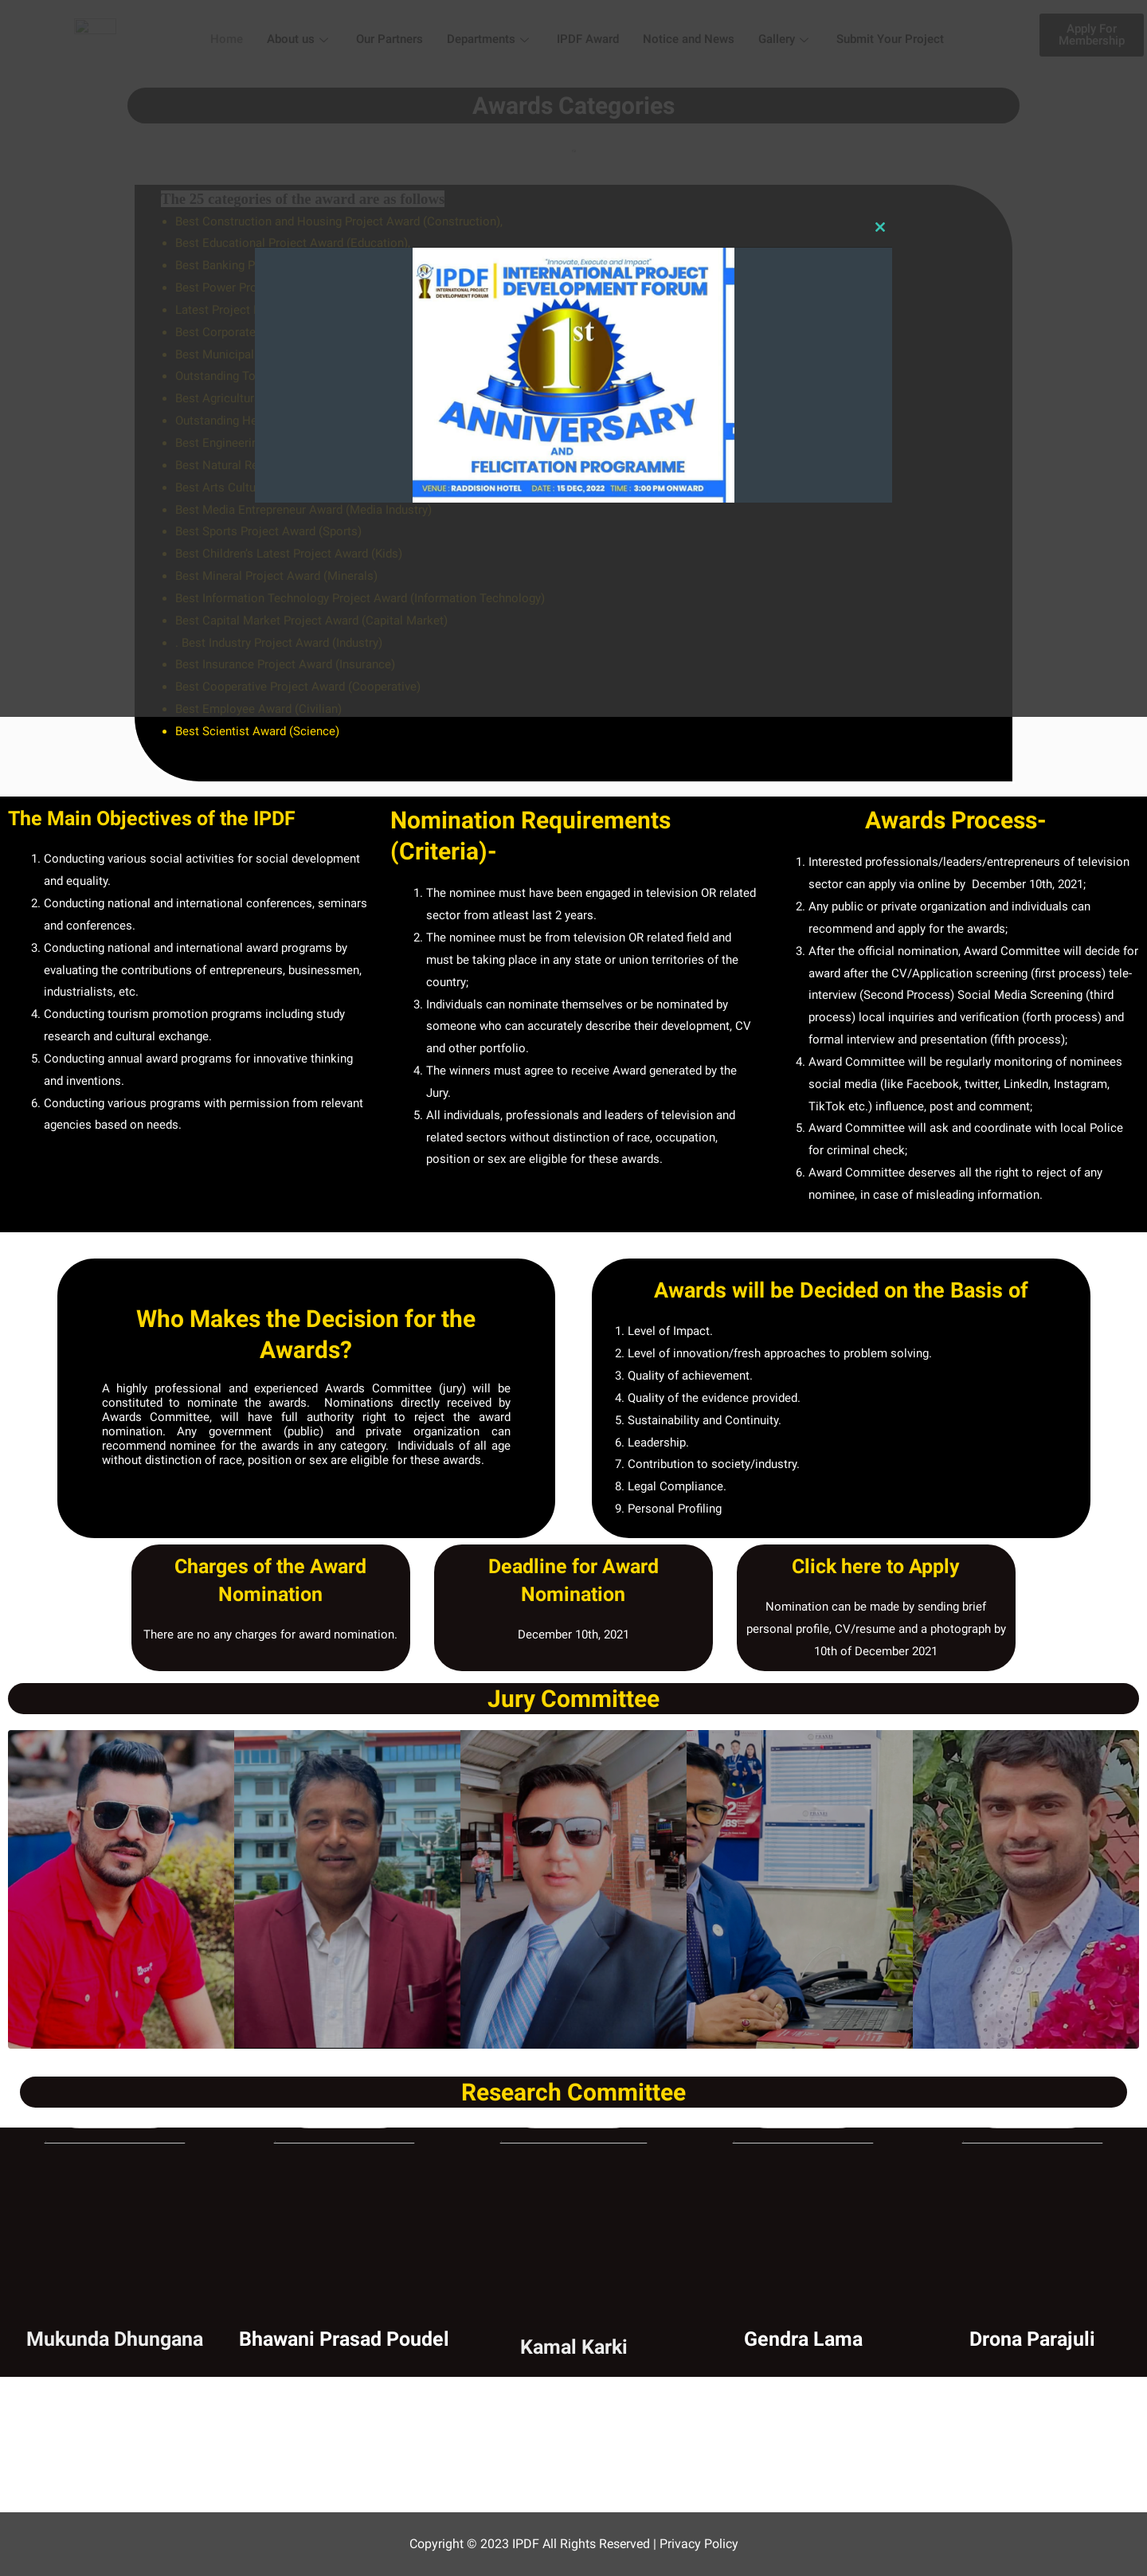 Home
About us
Our Partners
Departments
IPDF Award
Notice and News
Gallery
Submit Your Project
Apply For
Membership
Awards Categories
The 25 categories of the award are as follows
Best Construction and Housing Project Award (Construction),
Best Educational Project Award (Education)
Best Banking
Best Power
Latest Project
Best Corporate
Best Municipal
Outstanding
Best
Outstanding
Best
Best Natural
Best Arts
Best Media Entrepreneur Award (Media Industry)
Best Sports Project Award (Sports)
Best Children's Latest Project Award (Kids)
Best Mineral Project Award (Minerals)
Best Information Technology Project Award (Information Technology)
Best Capital Market Project Award (Capital Market)
. Best Industry Project Award (Industry)
Best Insurance Project Award (Insurance)
Best Cooperative Project Award (Cooperative)
Best Employee Award (Civilian)
Best Scientist Award (Science)
×
"Innovate, Execute and Impact"
IPDF
INTERNATIONAL PROJECT
DEVELOPMENT FORUM
INTERNATIONAL PROJECT
DEVELOPMENT FORUM
1st
ANNIVERSARY
AND
FELICITATION PROGRAMME
VENUE : RADDISION HOTEL DATE : 15 DEC, 2022 TIME : 3:00 PM ONWARD
The Main Objectives of the IPDF
1. Conducting various social activities for social development
and equality.
2. Conducting national and international conferences, seminars
and conferences.
3. Conducting national and international award programs by
evaluating the contributions of entrepreneurs, businessmen,
industrialists, etc.
4. Conducting tourism promotion programs including study
research and cultural exchange.
5. Conducting annual award programs for innovative thinking
and inventions.
6. Conducting various programs with permission from relevant
agencies based on needs.
Nomination Requirements
(Criteria)-
1. The nominee must have been engaged in television OR related
sector from atleast last 2 years.
2. The nominee must be from television OR related field and
must be taking place in any state or union territories of the
country;
3. Individuals can nominate themselves or be nominated by
someone who can accurately describe their development, CV
and other portfolio.
4. The winners must agree to receive Award generated by the
Jury.
5. All individuals, professionals and leaders of television and
related sectors without distinction of race, occupation,
position or sex are eligible for these awards.
Awards Process-
1. Interested professionals/leaders/entrepreneurs of television
sector can apply via online by December 10th, 2021;
2. Any public or private organization and individuals can
recommend and apply for the awards;
3. After the official nomination, Award Committee will decide for
award after the CV/Application screening (first process) tele-
interview (Second Process) Social Media Screening (third
process) local inquiries and verification (forth process) and
formal interview and presentation (fifth process);
4. Award Committee will be regularly monitoring of nominees
social media (like Facebook, twitter, LinkedIn, Instagram,
TikTok etc.) influence, post and comment;
5. Award Committee will ask and coordinate with local Police
for criminal check;
6. Award Committee deserves all the right to reject of any
nominee, in case of misleading information.
Who Makes the Decision for the
Awards?
A highly professional and experienced Awards Committee (jury) will be
constituted to nominate the awards. Nominations directly received by
Awards Committee, will have full authority right to reject the award
nomination. Any government (public) and private organization can
recommend nominee for the awards in any category. Individuals of all age
without distinction of race, position or sex are eligible for these awards.
Awards will be Decided on the Basis of
1. Level of Impact.
2. Level of innovation/fresh approaches to problem solving.
3. Quality of achievement.
4. Quality of the evidence provided.
5. Sustainability and Continuity.
6. Leadership.
7. Contribution to society/industry.
8. Legal Compliance.
9. Personal Profiling
Charges of the Award
Nomination
There are no any charges for award nomination.
Deadline for Award
Nomination
December 10th, 2021
Click here to Apply
Nomination can be made by sending brief
personal profile, CV/resume and a photograph by
10th of December 2021
Jury Committee
Research Committee
Mukunda Dhungana
Bhawani Prasad Poudel
Kamal Karki
Gendra Lama
Drona Parajuli
Copyright © 2023 IPDF All Rights Reserved | Privacy Policy